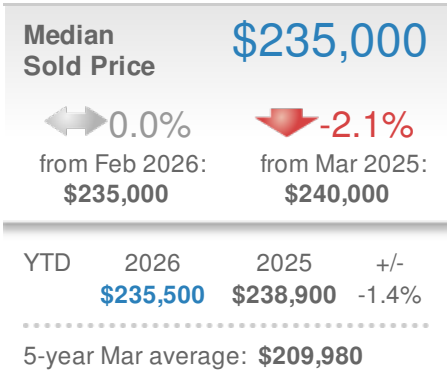 Median $235,000
Sold Price
0.0% -2.1%
from Feb 2026: from Mar 2025:
$235,000 $240,000
YTD 2026 2025 +/-
$235,500 $238,900 -1.4%
5-year Mar average: $209,980